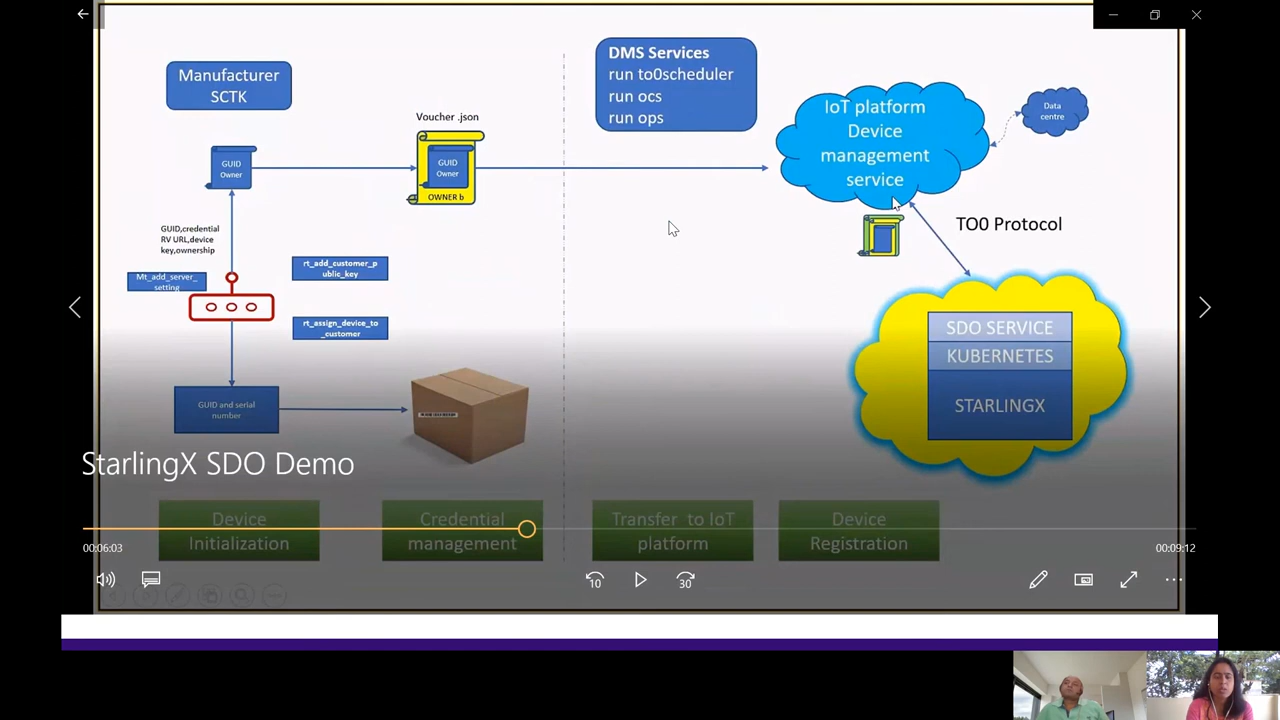 Manufacturer
SCTK
DMS Services
run to0scheduler
run ocs
run ops
IoT platform
Device
management
service
Data
centre
Voucher .json
GUID
Owner
GUID
Owner
OWNER b
TO0 Protocol
GUID,credential
RV URL,device
key,ownership
Mt_add_server_
setting
rt_add_customer_p
ublic_key
rt_assign_device_to
_customer
SDO SERVICE
KUBERNETES
STARLINGX
GUID and serial
number
StarlingX SDO Demo
Device
Initialization
Credential
management
Transfer to IoT
platform
Device
Registration
00:06:03
00:09:12
10
30